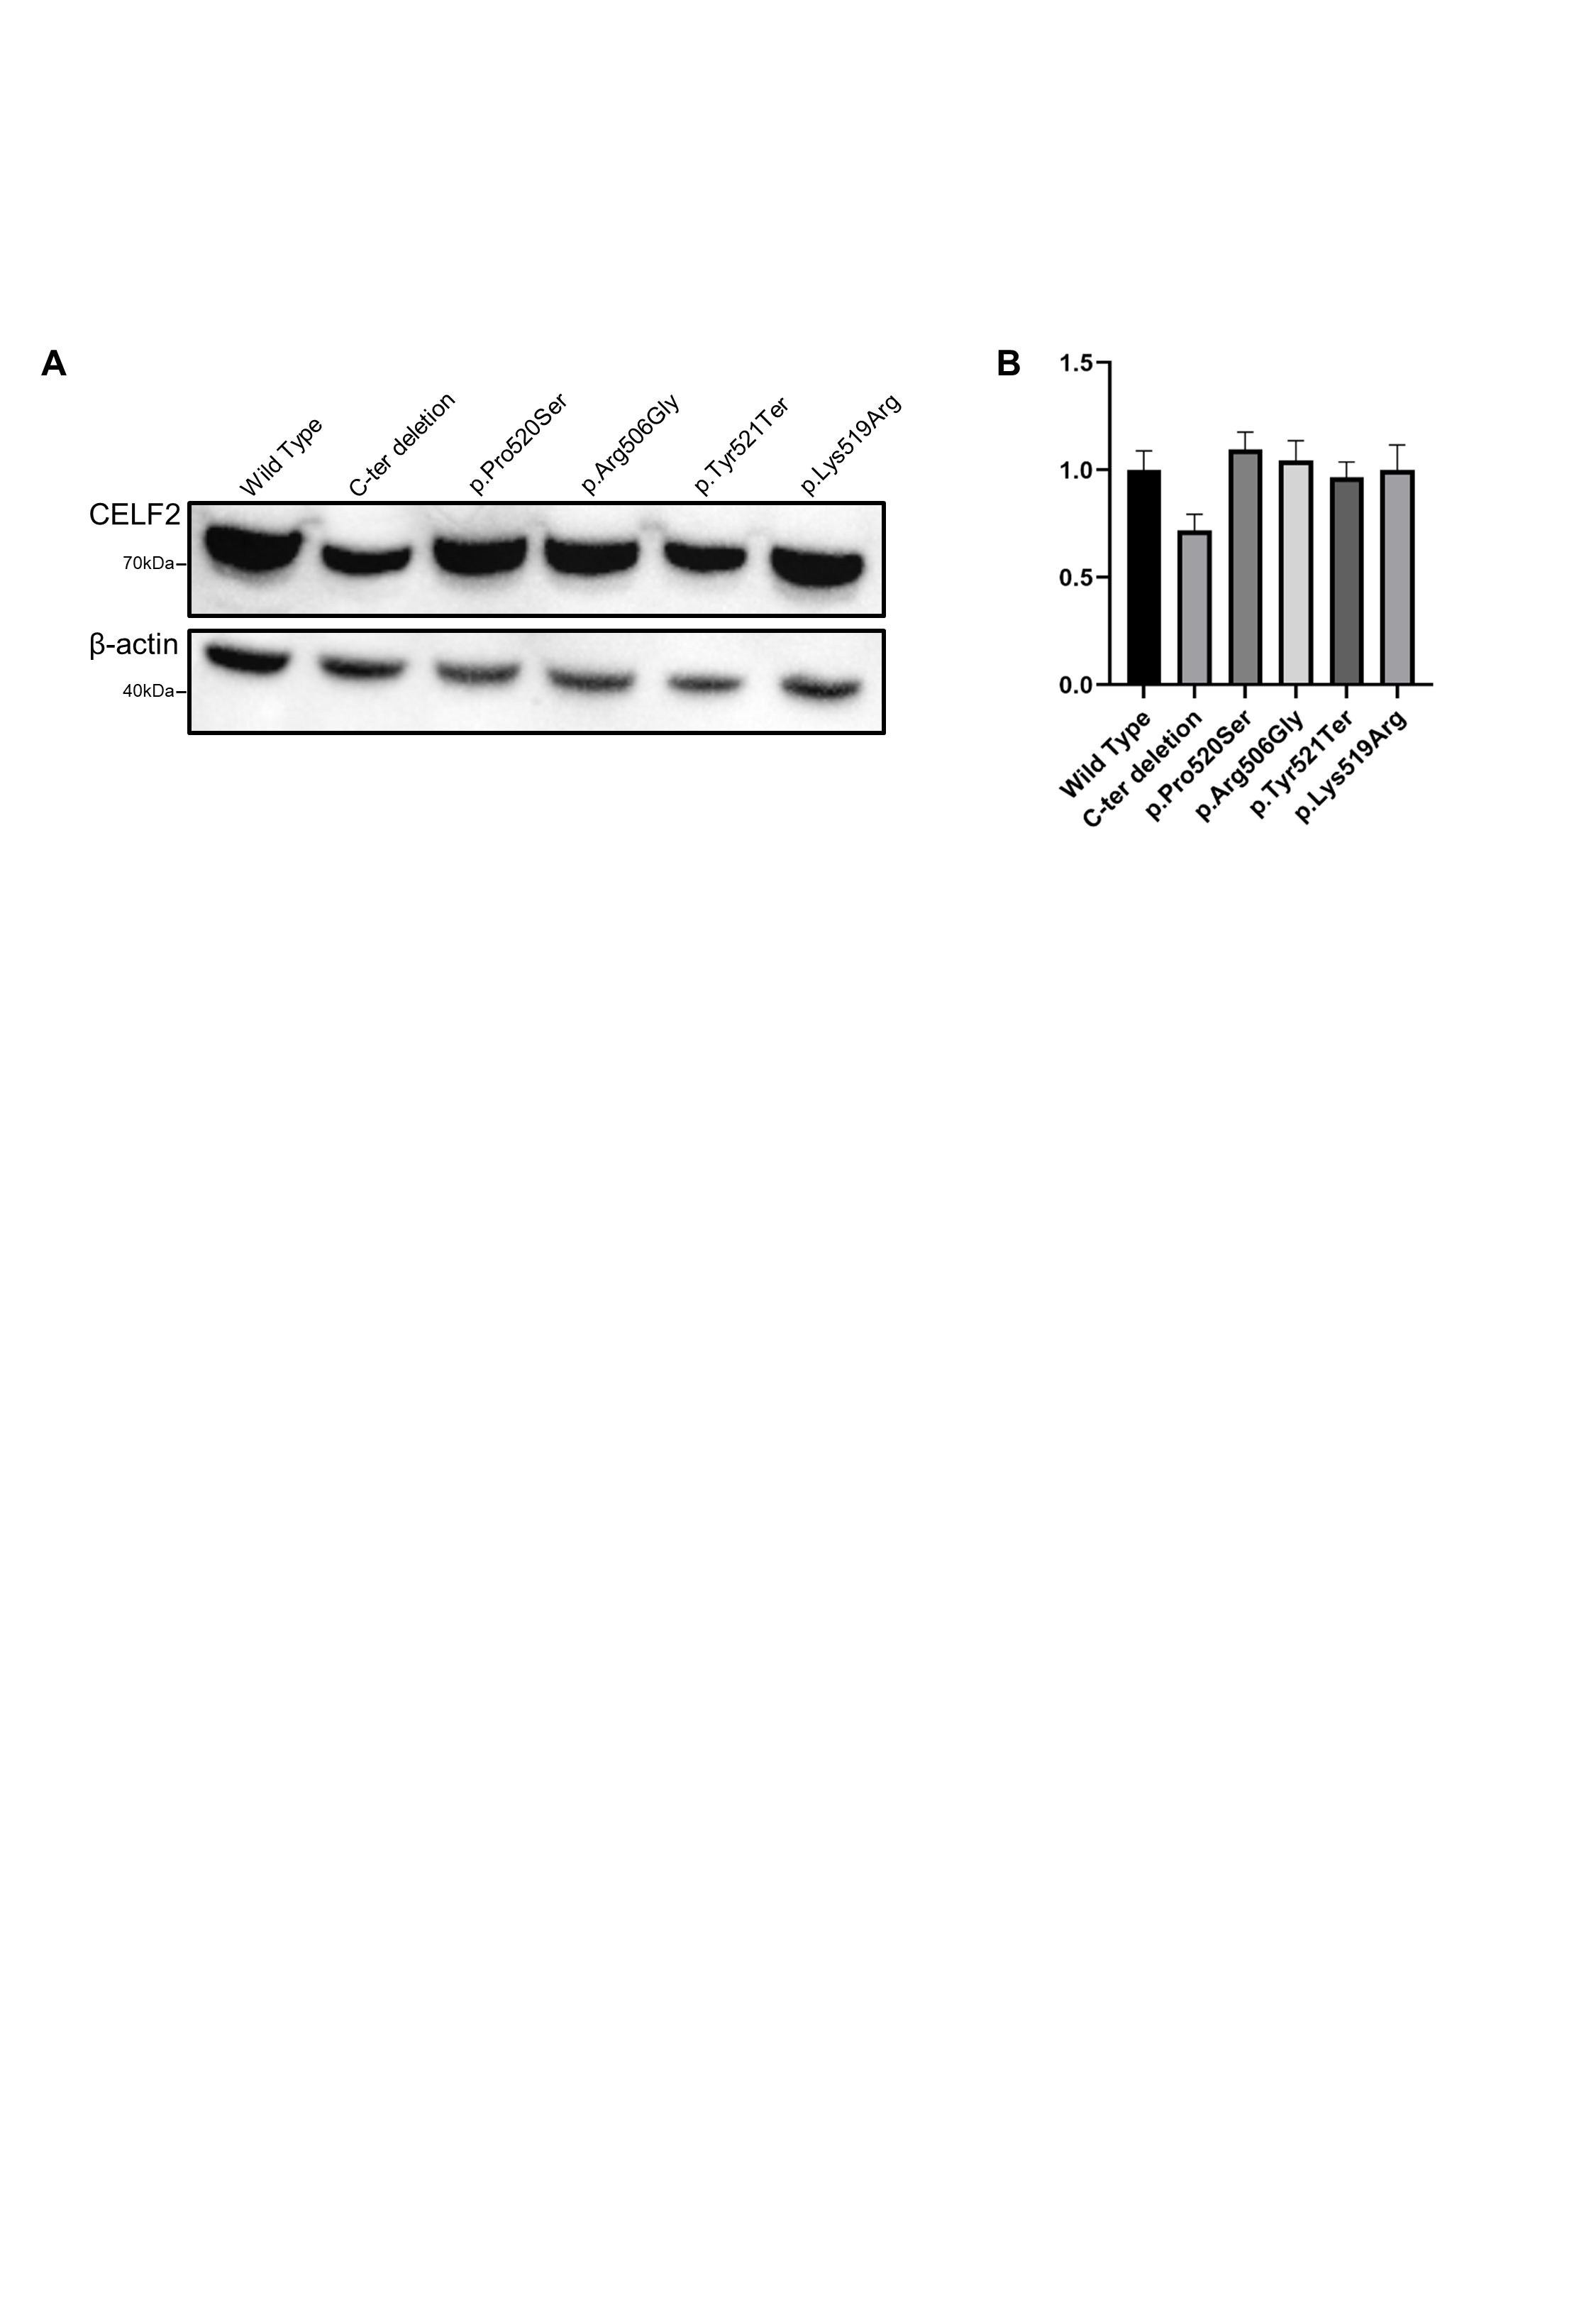 A
Wild Type
C-ter deletion
p.Pro520Ser
p.Arg506Gly
p.Tyr521Ter
p.Lys519Arg
CELF2
70kDa
β-actin
40kDa
B
1.5
1.0
0.5
0.0
Wild Type
C-ter deletion
p.Pro520Ser
p.Arg506Gly
p.Tyr521Ter
p.Lys519Arg